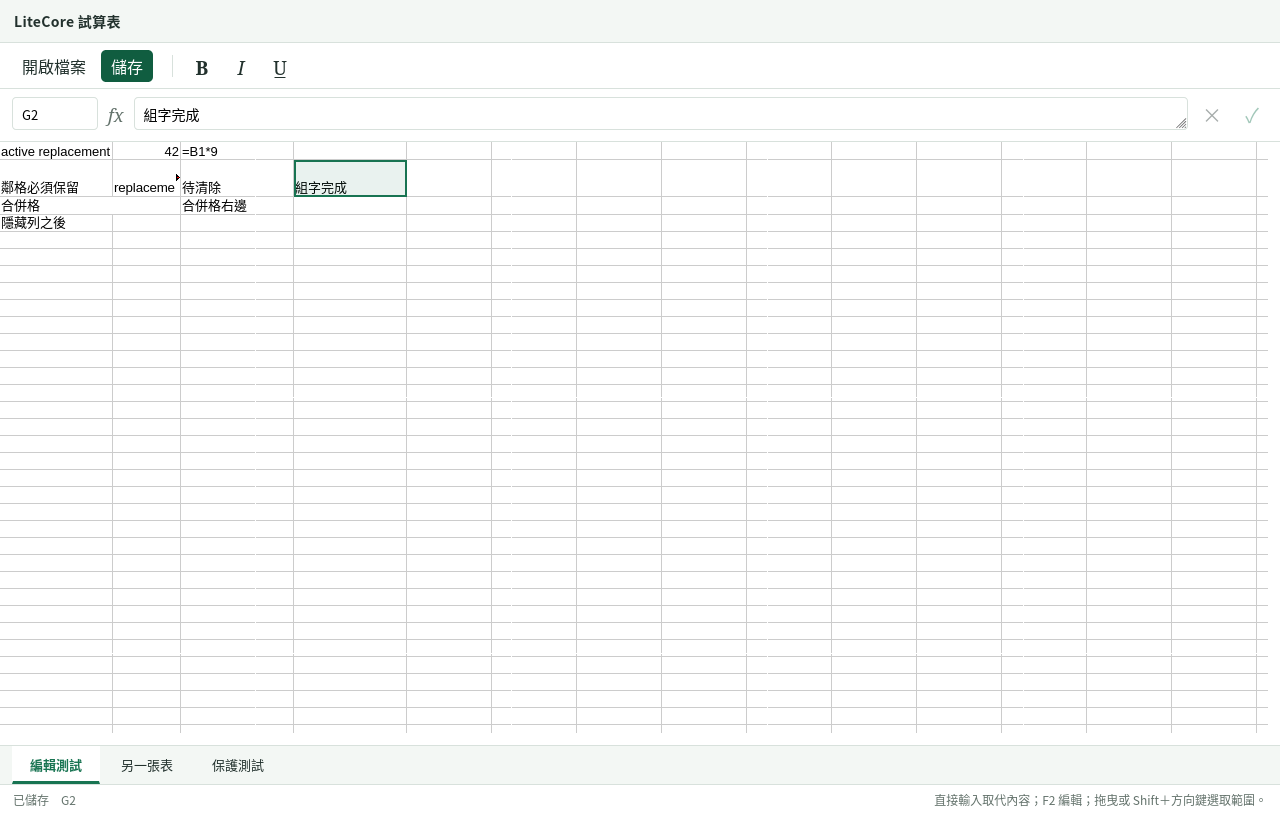 LiteCore 試算表
開啟檔案 儲存 B I U
G2 fx 組字完成
active replacement 42 =B1*9
鄰格必須保留 replaceme 待清除 組字完成
合併格 合併格右邊
隱藏列之後
編輯測試 另一張表 保護測試
已儲存 G2 直接輸入取代內容；F2 編輯；拖曳或 Shift＋方向鍵選取範圍。